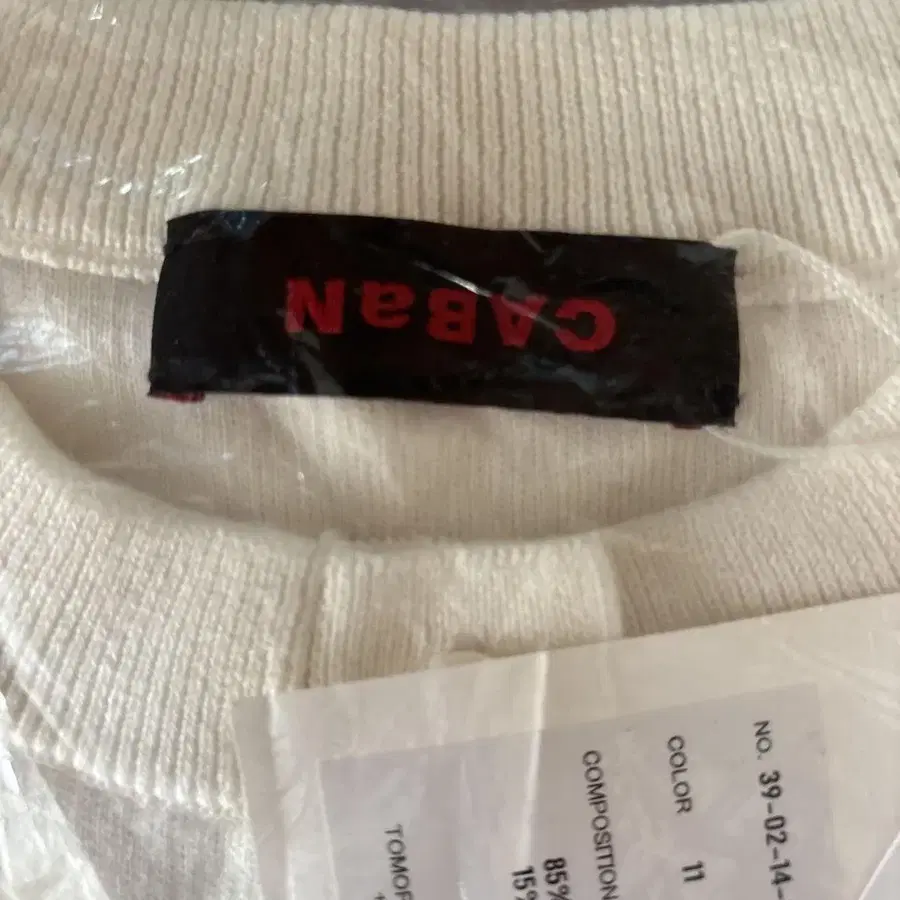 CABaN
NO. 39-02-14-
COLOR 11
COMPOSITION
85%
15%
TOMOR